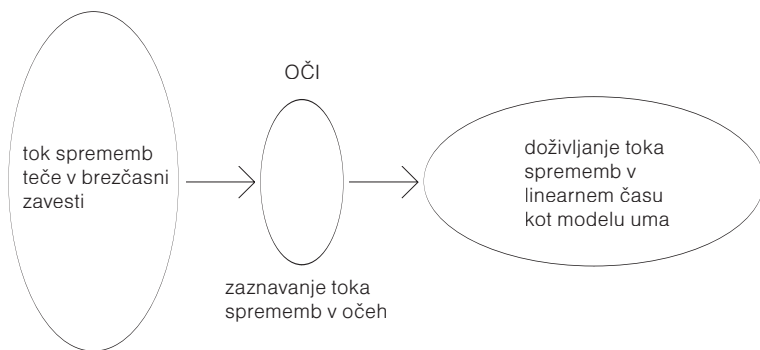 tok sprememb
teče v brezčasni
zavesti
OČI
zaznavanje toka
sprememb v očeh
doživljanje toka
sprememb v
linearnem času
kot modelu uma